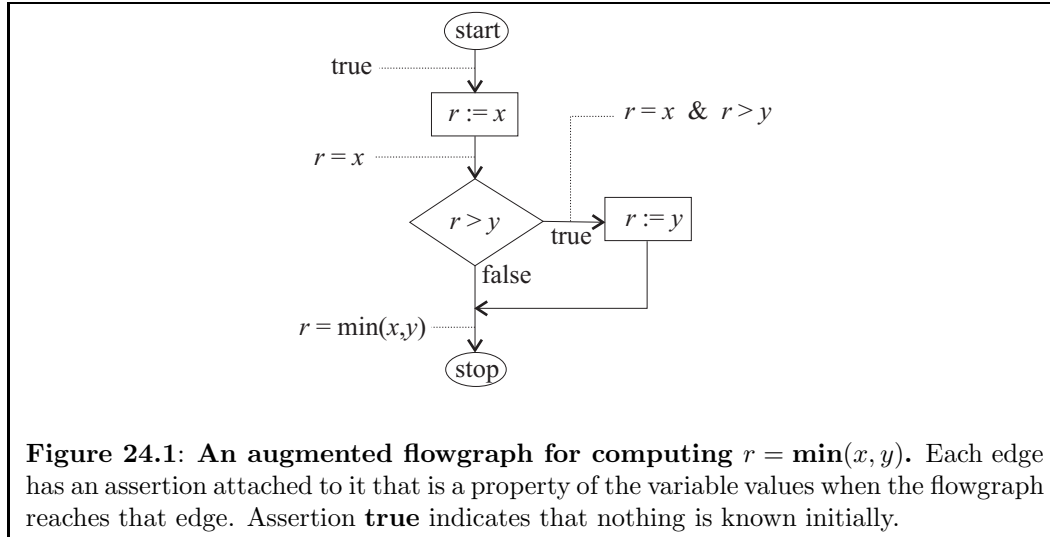 start
true
r := x
r = x & r > y
r = x
r > y
true
r := y
false
r = min(x,y)
stop
Figure 24.1: An augmented flowgraph for computing r = min(x, y). Each edge
has an assertion attached to it that is a property of the variable values when the flowgraph
reaches that edge. Assertion true indicates that nothing is known initially.